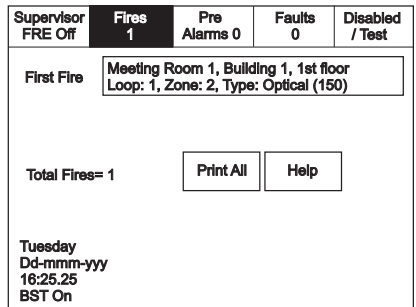 Supervisor FRE Off
Fires 1
Pre Alarms 0
Faults 0
Disabled / Test
First Fire
Meeting Room 1, Building 1, 1st floor
Loop: 1, Zone: 2, Type: Optical (150)
Total Fires= 1
Print All
Help
Tuesday
Dd-mmm-yyy
16:25.25
BST On